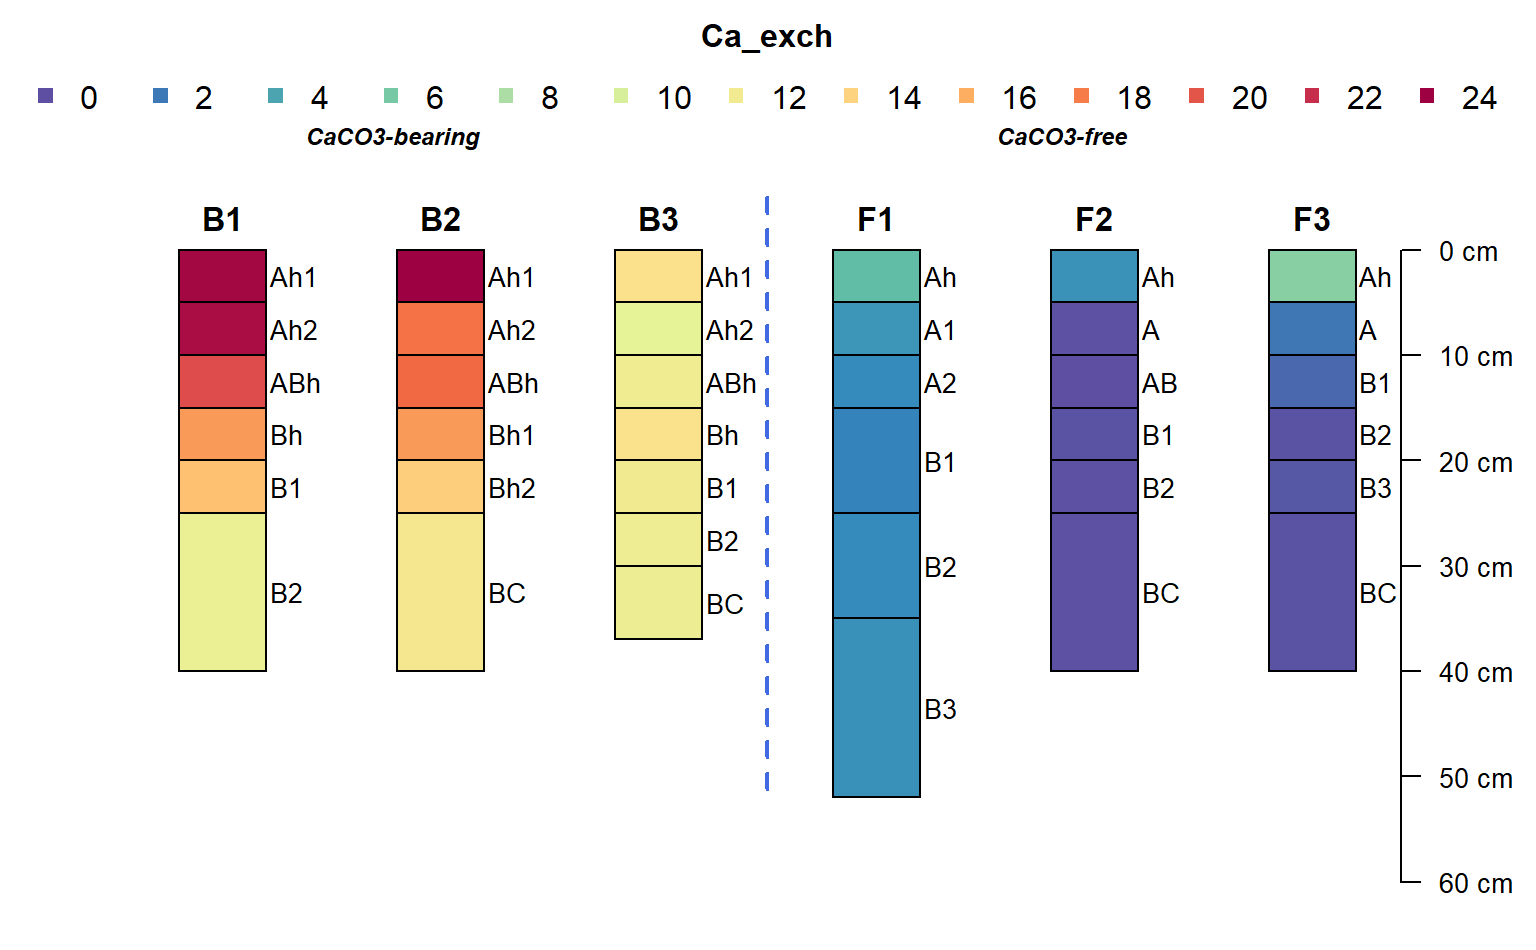 Ca_exch
0 2 4 6 8 10 12 14 16 18 20 22 24
CaCO3-bearing CaCO3-free
B1 B2 B3 F1 F2 F3
0 cm
Ah1 Ah1 Ah1 Ah Ah Ah
Ah2 Ah2 Ah2 A1 A A
10 cm
ABh ABh ABh A2 AB B1
Bh Bh1 Bh B1 B2
B1
20 cm
B1 Bh2 B1 B2 B3
B2
30 cm
B2
B2 BC BC BC
BC
40 cm
B3
50 cm
60 cm